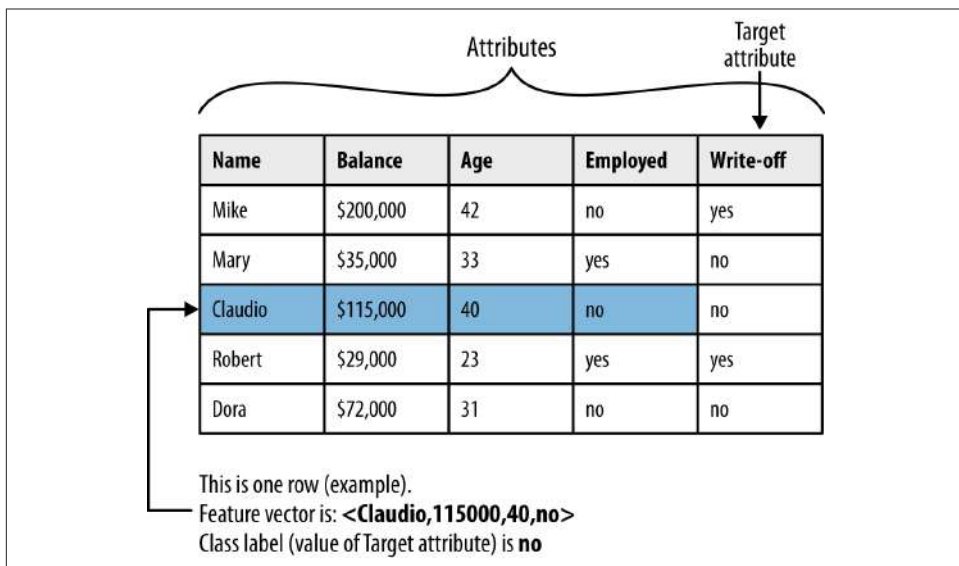 Attributes
Target
attribute
Name Balance Age Employed Write-off
Mike $200,000 42 no yes
Mary $35,000 33 yes no
Claudio $115,000 40 no no
Robert $29,000 23 yes yes
Dora $72,000 31 no no
This is one row (example).
Feature vector is: <Claudio,115000,40,no>
Class label (value of Target attribute) is no